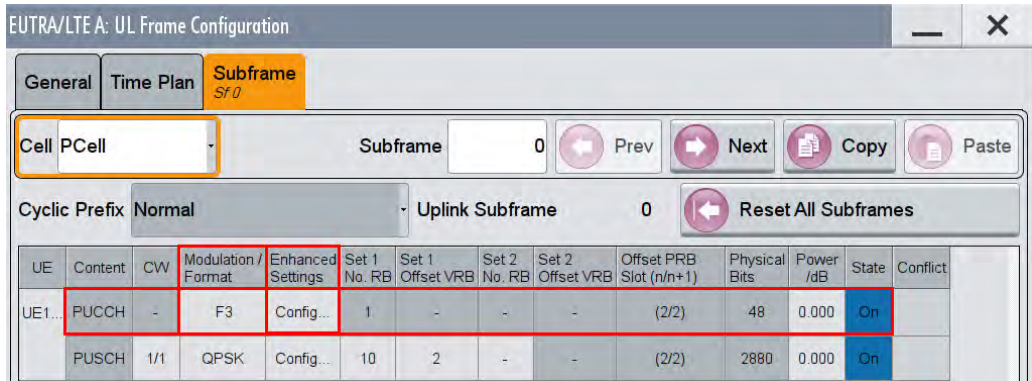 EUTRA/LTE A: UL Frame Configuration
General Time Plan Subframe
Sf 0
Cell PCell Subframe 0 Prev Next Copy Paste
Cyclic Prefix Normal Uplink Subframe 0 Reset All Subframes
UE Content CW Modulation / Format Enhanced Settings Set 1 No. RB Set 1 Offset VRB Set 2 No. RB Set 2 Offset VRB Offset PRB Slot (n/n+1) Physical Bits Power /dB State Conflict
UE1... PUCCH - F3 Config... 1 - - - (2/2) 48 0.000 On
PUSCH 1/1 QPSK Config... 10 2 - - (2/2) 2880 0.000 On